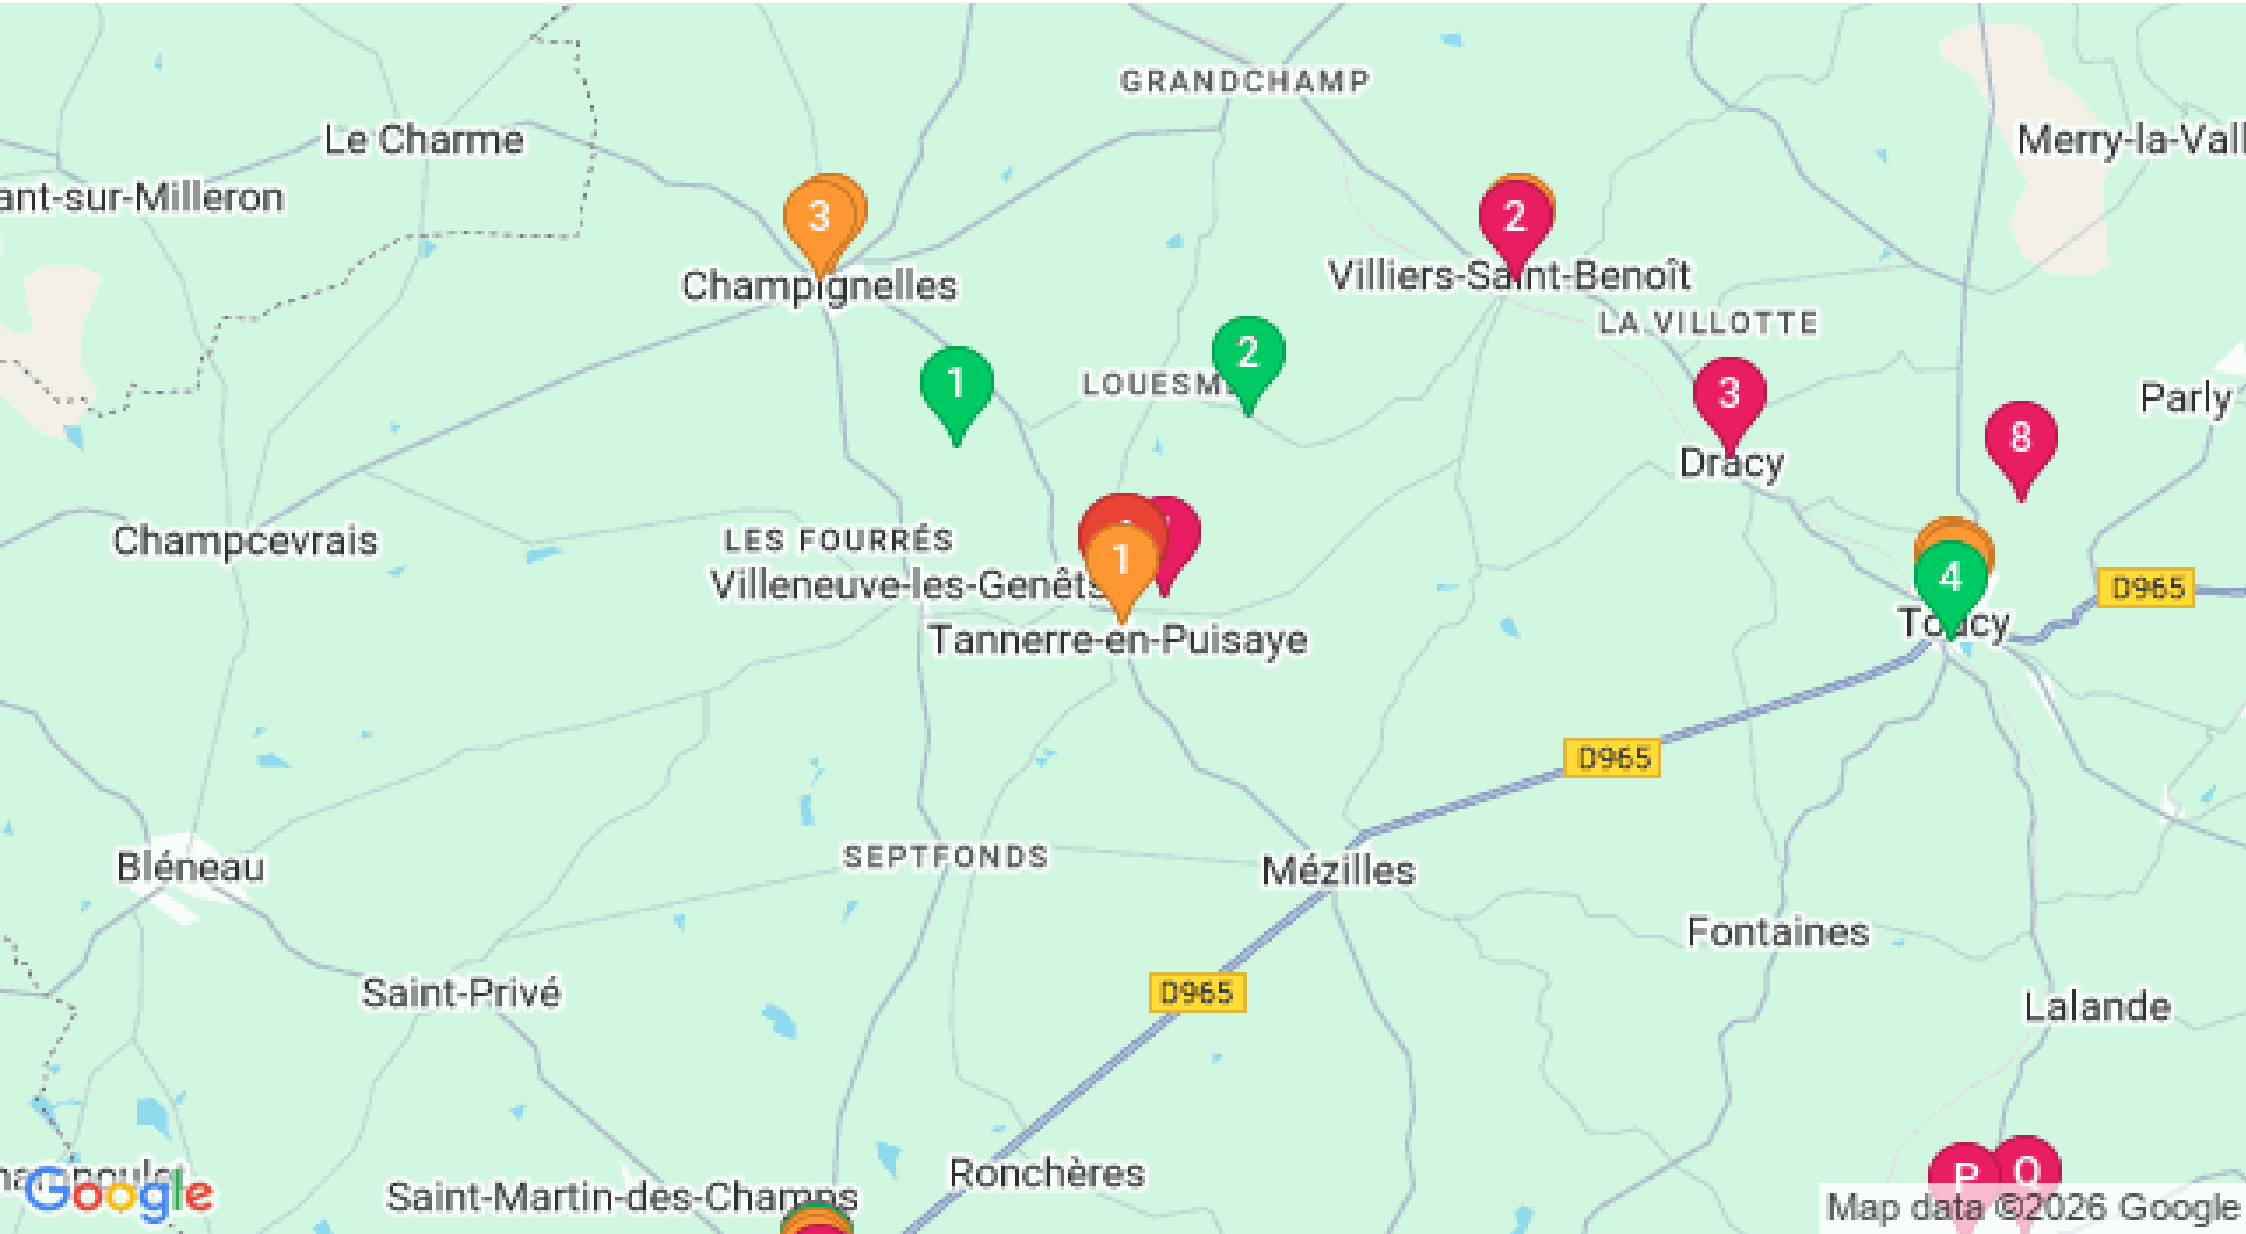 GRANDCHAMP
Le Charme
Merry-la-Vall
ant-sur-Milleron
3
2
Champignelles
Villiers-Saint-Benoît
LA VILLOTTE
1
2
LOUESM
3
Parly
8
Dracy
Champcevrais
LES FOURRÉS
1
4
D965
Villeneuve-les-Genêts
Toucy
Tannerre-en-Puisaye
D965
Bléneau
SEPTFONDS
Mézilles
Fontaines
Saint-Privé
D965
Lalande
Ronchères
P
Q
Google
Saint-Martin-des-Champs
Map data ©2026 Google